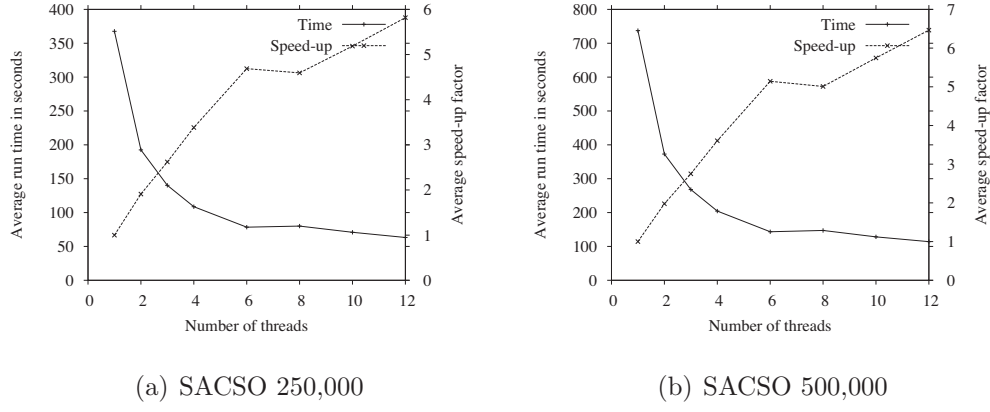 400
350
300
250
200
150
100
50
0
Average run time in seconds
6
5
4
3
2
1
0
Average speed-up factor
Time
Speed-up
0 2 4 6 8 10 12
Number of threads
(a) SACSO 250,000
800
700
600
500
400
300
200
100
0
Average run time in seconds
7
6
5
4
3
2
1
0
Average speed-up factor
Time
Speed-up
0 2 4 6 8 10 12
Number of threads
(b) SACSO 500,000